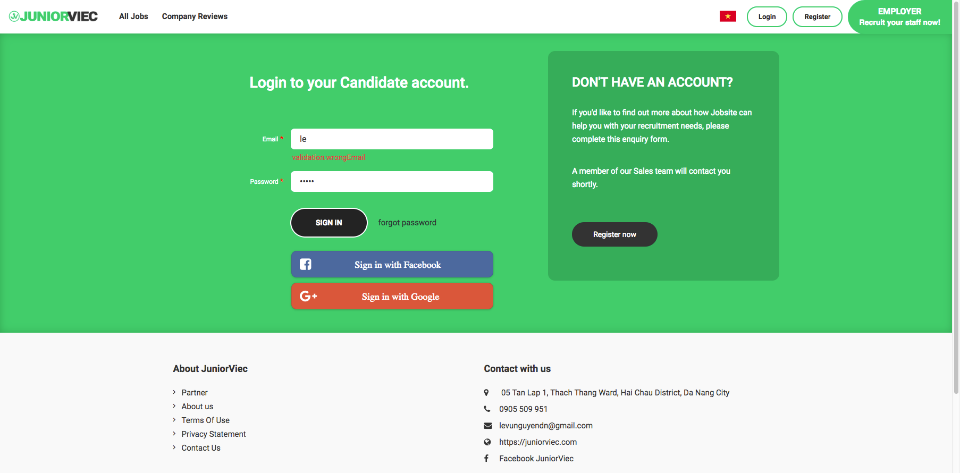 JUNIORVIEC All Jobs Company Reviews Login Register EMPLOYER
Recruit your staff now!
Login to your Candidate account.
Email * le
validation wrongEmail
Password * •••••
SIGN IN forgot password
Sign in with Facebook
G+ Sign in with Google
DON'T HAVE AN ACCOUNT?
If you'd like to find out more about how Jobsite can
help you with your recruitment needs, please
complete this enquiry form.
A member of our Sales team will contact you
shortly.
Register now
About JuniorViec
Partner
About us
Terms Of Use
Privacy Statement
Contact Us
Contact with us
05 Tan Lap 1, Thach Thang Ward, Hai Chau District, Da Nang City
0905 509 951
levunguyendn@gmail.com
https://juniorviec.com
Facebook JuniorViec